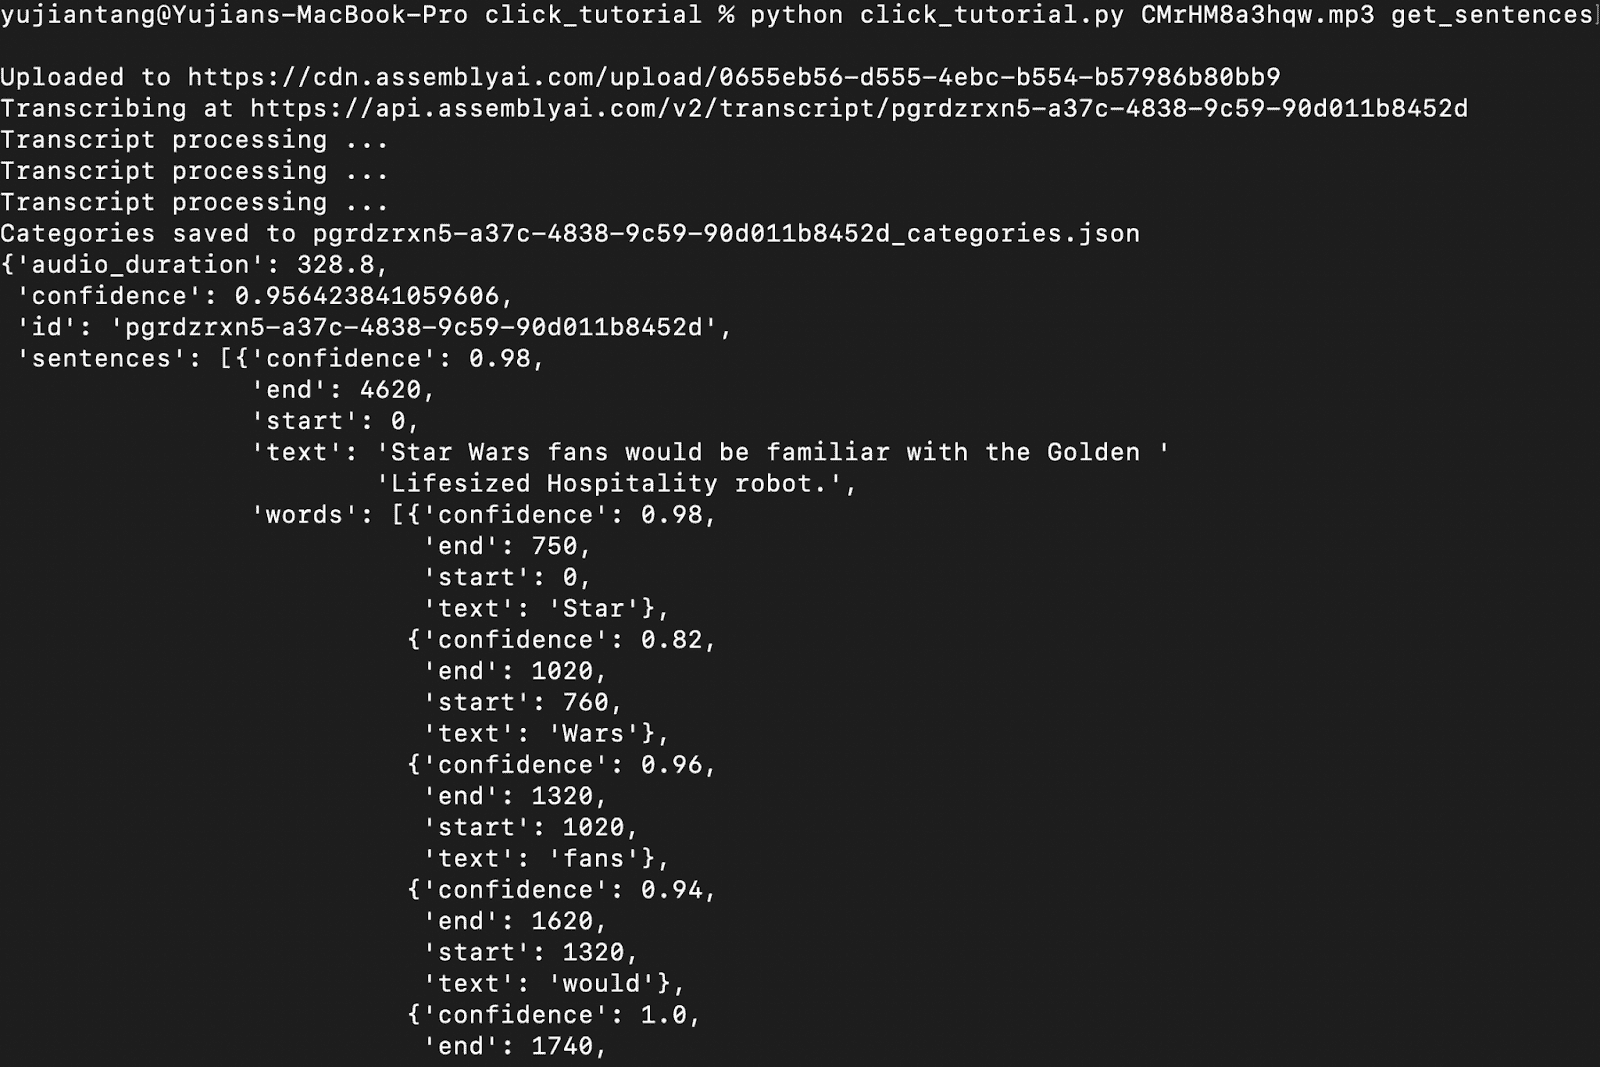 yujiantang@Yujians-MacBook-Pro click_tutorial % python click_tutorial.py CMrHM8a3hqw.mp3 get_sentences
Uploaded to https://cdn.assemblyai.com/upload/0655eb56-d555-4ebc-b554-b57986b80bb9
Transcribing at https://api.assemblyai.com/v2/transcript/pgrdzrxn5-a37c-4838-9c59-90d011b8452d
Transcript processing ...
Transcript processing ...
Transcript processing ...
Categories saved to pgrdzrxn5-a37c-4838-9c59-90d011b8452d_categories.json
{'audio_duration': 328.8,
 'confidence': 0.956423841059606,
 'id': 'pgrdzrxn5-a37c-4838-9c59-90d011b8452d',
 'sentences': [{'confidence': 0.98,
                'end': 4620,
                'start': 0,
                'text': 'Star Wars fans would be familiar with the Golden '
                        'Lifesized Hospitality robot.',
                'words': [{'confidence': 0.98,
                           'end': 750,
                           'start': 0,
                           'text': 'Star'},
                          {'confidence': 0.82,
                           'end': 1020,
                           'start': 760,
                           'text': 'Wars'},
                          {'confidence': 0.96,
                           'end': 1320,
                           'start': 1020,
                           'text': 'fans'},
                          {'confidence': 0.94,
                           'end': 1620,
                           'start': 1320,
                           'text': 'would'},
                          {'confidence': 1.0,
                           'end': 1740,